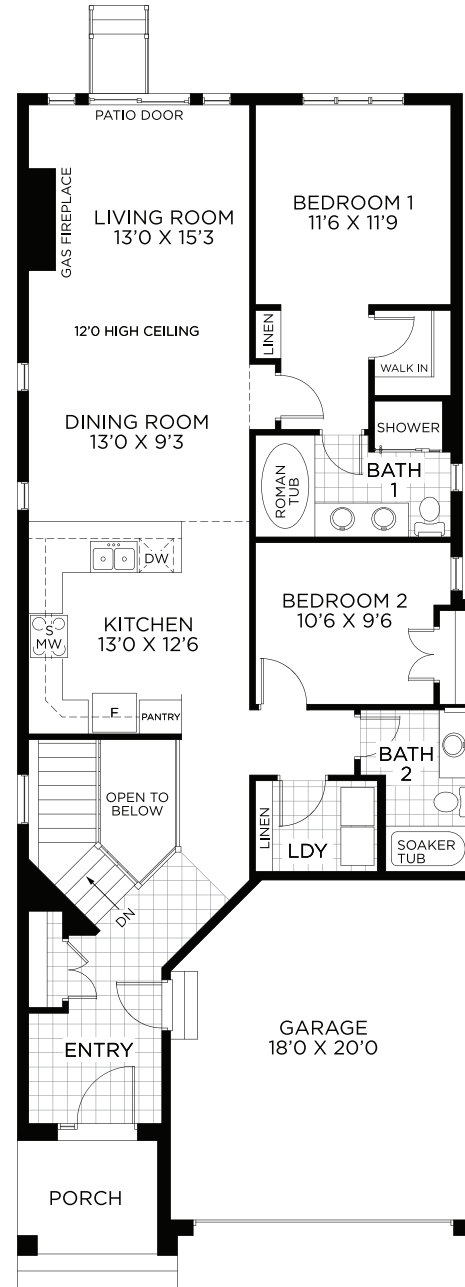 PATIO DOOR
GAS FIREPLACE
LIVING ROOM
13'0 X 15'3
BEDROOM 1
11'6 X 11'9
12'0 HIGH CEILING
LINEN
WALK IN
DINING ROOM
13'0 X 9'3
SHOWER
BATH
1
ROMAN
TUB
DW
KITCHEN
13'0 X 12'6
S
MW
BEDROOM 2
10'6 X 9'6
F
PANTRY
BATH
2
OPEN TO
BELOW
LINEN
LDY
SOAKER
TUB
DN
ENTRY
GARAGE
18'0 X 20'0
PORCH